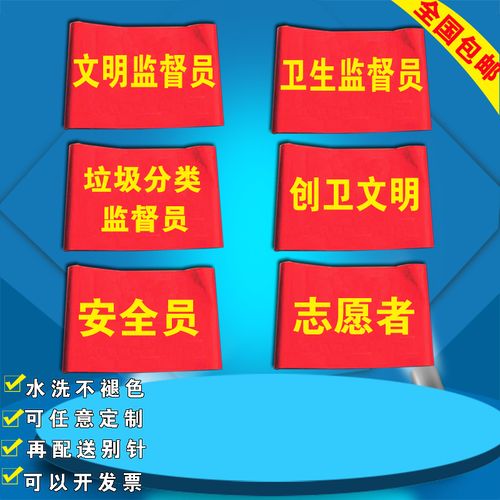 全国包邮
文明监督员
卫生监督员
垃圾分类
监督员
创卫文明
安全员
志愿者
水洗不褪色
可任意定制
再配送别针
可以开发票